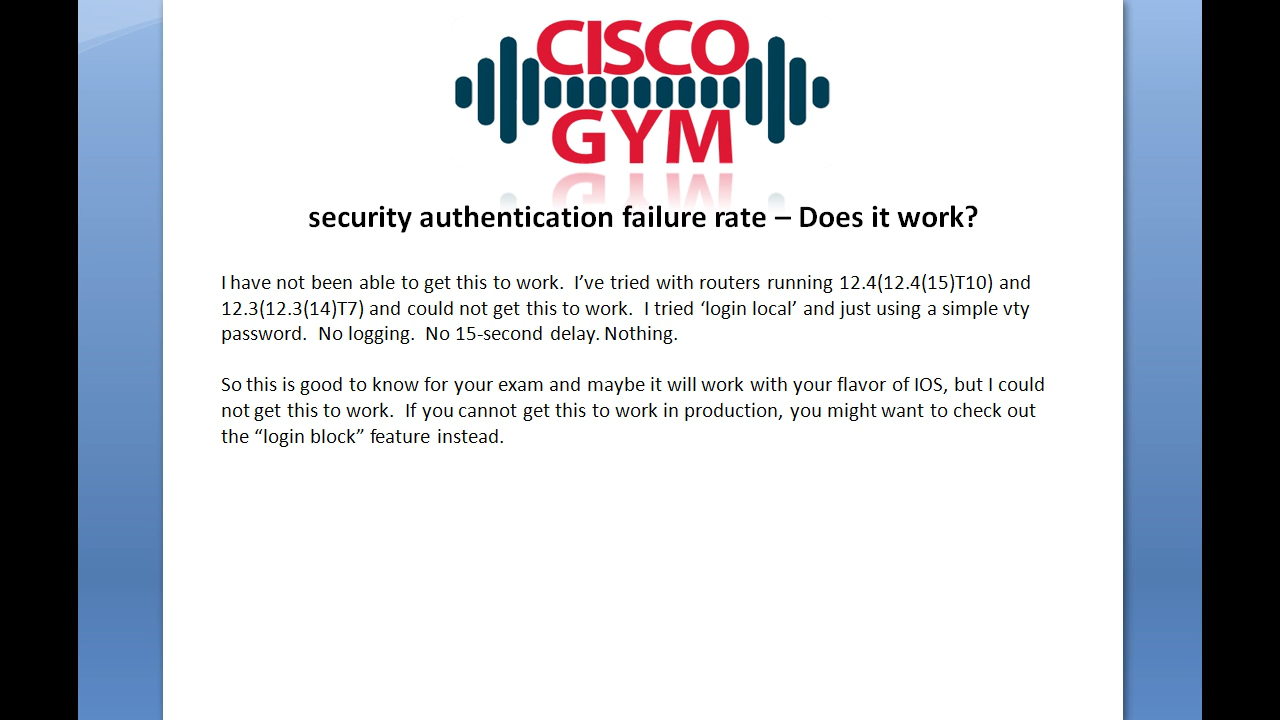 CISCO
GYM
security authentication failure rate – Does it work?
I have not been able to get this to work.  I’ve tried with routers running 12.4(12.4(15)T10) and
12.3(12.3(14)T7) and could not get this to work.  I tried ‘login local’ and just using a simple vty
password.  No logging.  No 15-second delay. Nothing.
So this is good to know for your exam and maybe it will work with your flavor of IOS, but I could
not get this to work.  If you cannot get this to work in production, you might want to check out
the “login block” feature instead.